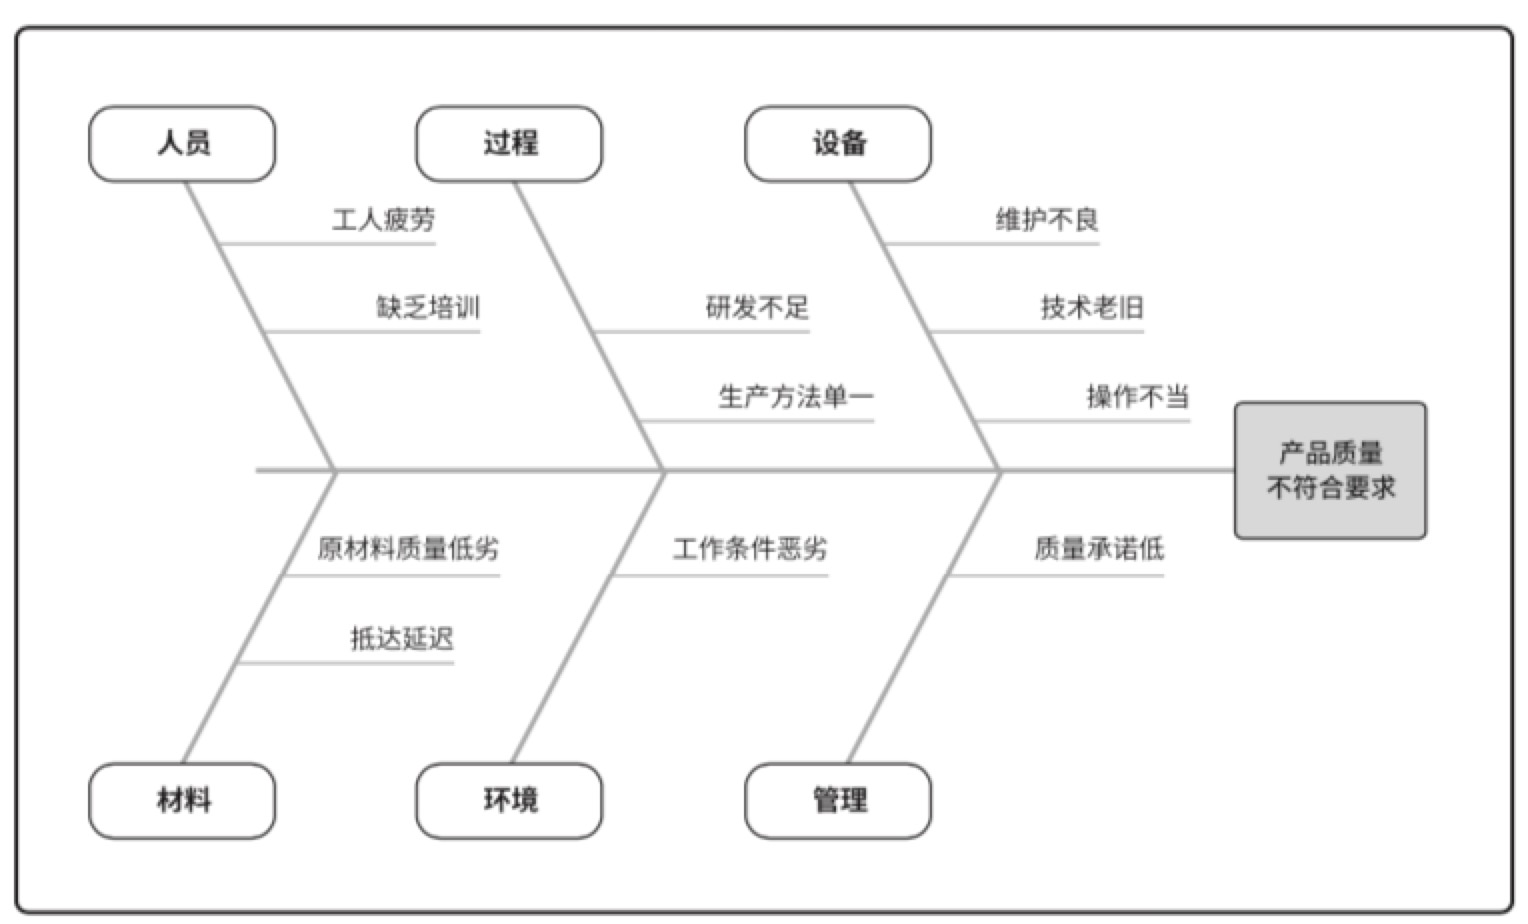 人员
过程
设备
工人疲劳
维护不良
缺乏培训
研发不足
技术老旧
生产方法单一
操作不当
产品质量
不符合要求
原材料质量低劣
工作条件恶劣
质量承诺低
抵达延迟
材料
环境
管理